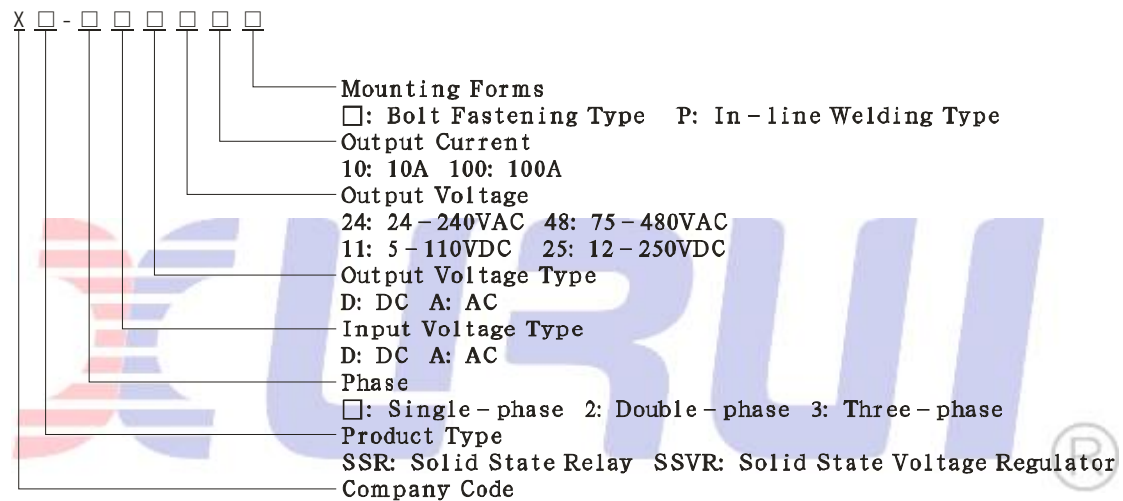 X □ - □ □ □ □ □ □
Mounting Forms
□: Bolt Fastening Type P: In-line Welding Type
Output Current
10: 10A 100: 100A
Output Voltage
24: 24-240VAC 48: 75-480VAC
11: 5-110VDC 25: 12-250VDC
Output Voltage Type
D: DC A: AC
Input Voltage Type
D: DC A: AC
Phase
□: Single-phase 2: Double-phase 3: Three-phase
Product Type
SSR: Solid State Relay SSVR: Solid State Voltage Regulator
Company Code
XURUI ®